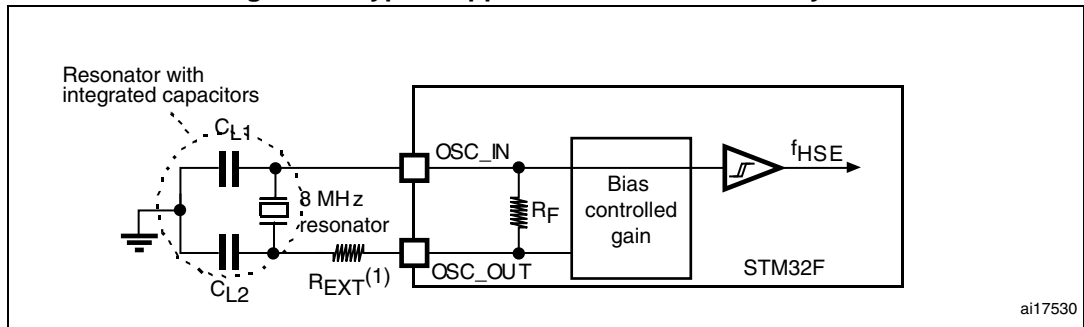 Resonator with
integrated capacitors
CL1
OSC_IN
fHSE
8 MHz
resonator
RF
Bias
controlled
gain
OSC_OUT
STM32F
REXT(1)
CL2
ai17530